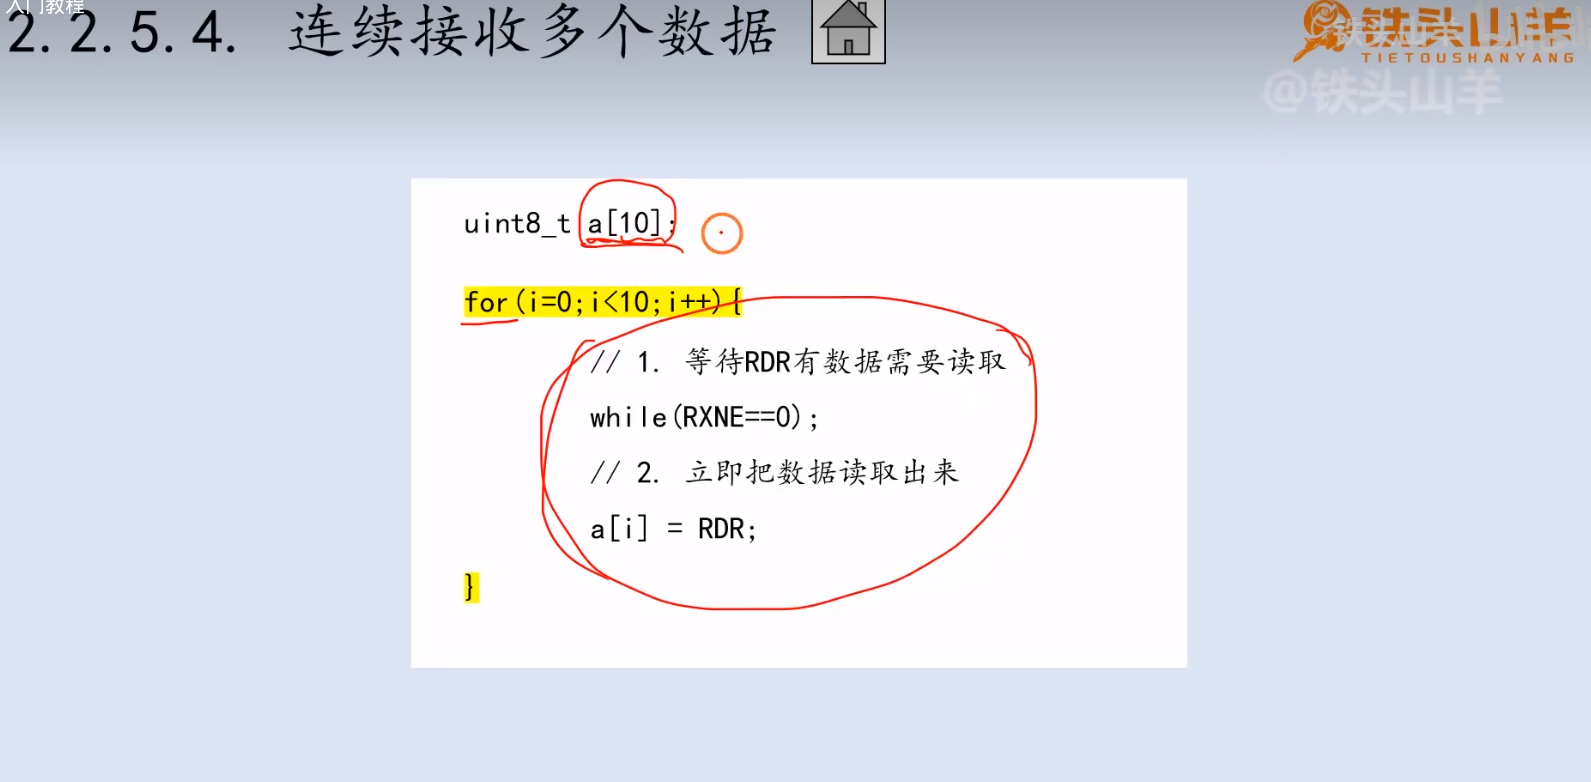 入门教程
2.2.5.4. 连续接收多个数据
铁头山羊
TIETOUSHANYANG
@铁头山羊
uint8_t a[10];
for(i=0;i<10;i++){
// 1. 等待RDR有数据需要读取
while(RXNE==0);
// 2. 立即把数据读取出来
a[i] = RDR;
}